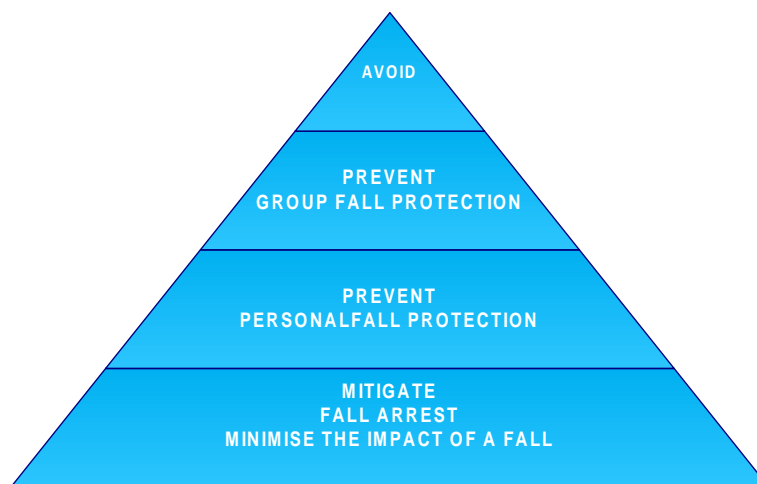 AVOID
PREVENT
GROUP FALL PROTECTION
PREVENT
PERSONALFALL PROTECTION
MITIGATE
FALL ARREST
MINIMISE THE IMPACT OF A FALL